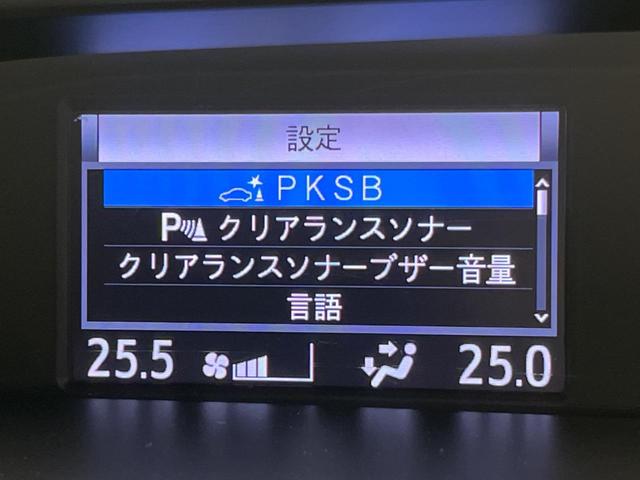 設定
PKSB
P クリアランスソナー
クリアランスソナーブザー音量
言語
25.5 25.0